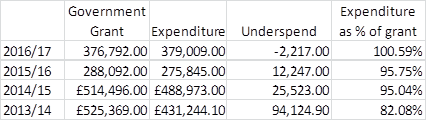 Government Expenditure
Grant Expenditure Underspend as % of grant
2016/17 376,792.00 379,009.00 -2,217.00 100.59%
2015/16 288,092.00 275,845.00 12,247.00 95.75%
2014/15 £514,496.00 £488,973.00 25,523.00 95.04%
2013/14 £525,369.00 £431,244.10 94,124.90 82.08%